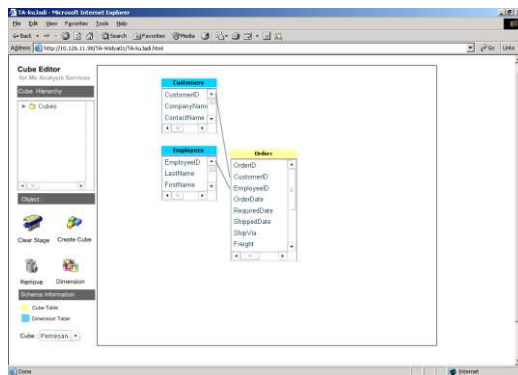 TA-kuJadi - Microsoft Internet Explorer
File Edit View Favorites Tools Help
Back Search Favorites Media
Address http://10.126.11.98/TA-Widya01/TA-kuJadi.html Go Links
Cube Editor
for Ms Analysis Services
Cube Hierarchy
Cubes
Object:
Clear Stage Create Cube
Remove Dimension
Schema Information
Cube Table
Dimension Table
Cube : Pemesan
Customers
CustomerID
CompanyName
ContactName
Employees
EmployeeID
LastName
FirstName
Orders
OrderID
CustomerID
EmployeeID
OrderDate
RequiredDate
ShippedDate
ShipVia
Freight
Done Internet